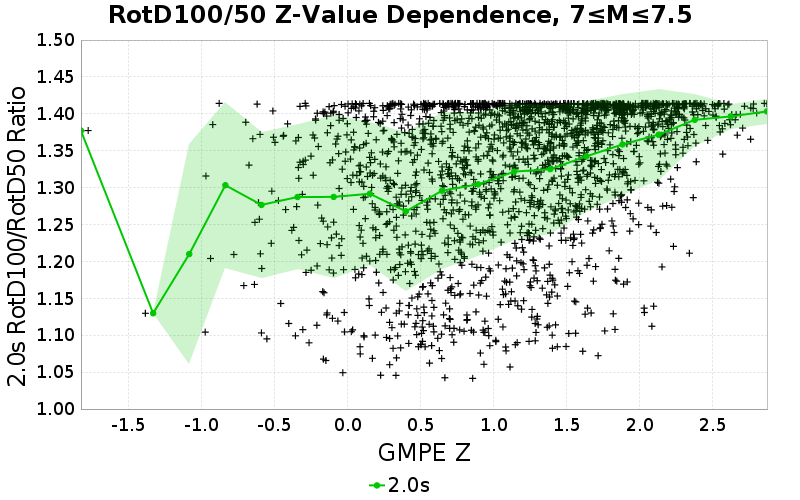 RotD100/50 Z-Value Dependence, 7≤M≤7.5
2.0s RotD100/RotD50 Ratio
1.50
1.45
1.40
1.35
1.30
1.25
1.20
1.15
1.10
1.05
1.00
-1.5 -1.0 -0.5 0.0 0.5 1.0 1.5 2.0 2.5
GMPE Z
2.0s